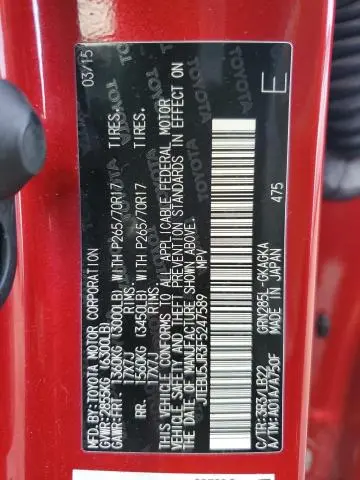 MFD.BY:TOYOTA MOTOR CORPORATION 03/15
GVWR:2855KG (6300LB)
GAWR:FRT- 1360KG (3000LB) WITH P265/70R17 TIRES,
17X7J RIMS,
RR. 1565KG (3450LB) WITH P265/70R17 TIRES,
17X7J RIMS.
THIS VEHICLE CONFORMS TO ALL APPLICABLE FEDERAL MOTOR
VEHICLE SAFETY AND THEFT PREVENTION STANDARDS IN EFFECT ON
THE DATE OF MANUFACTURE SHOWN ABOVE.
JTEBU5JR3F5247589 MPV
E
C/TR:3R3/LB22 GRN285L-GKAGKA
A/TM:A01A/A750F MADE IN JAPAN 475